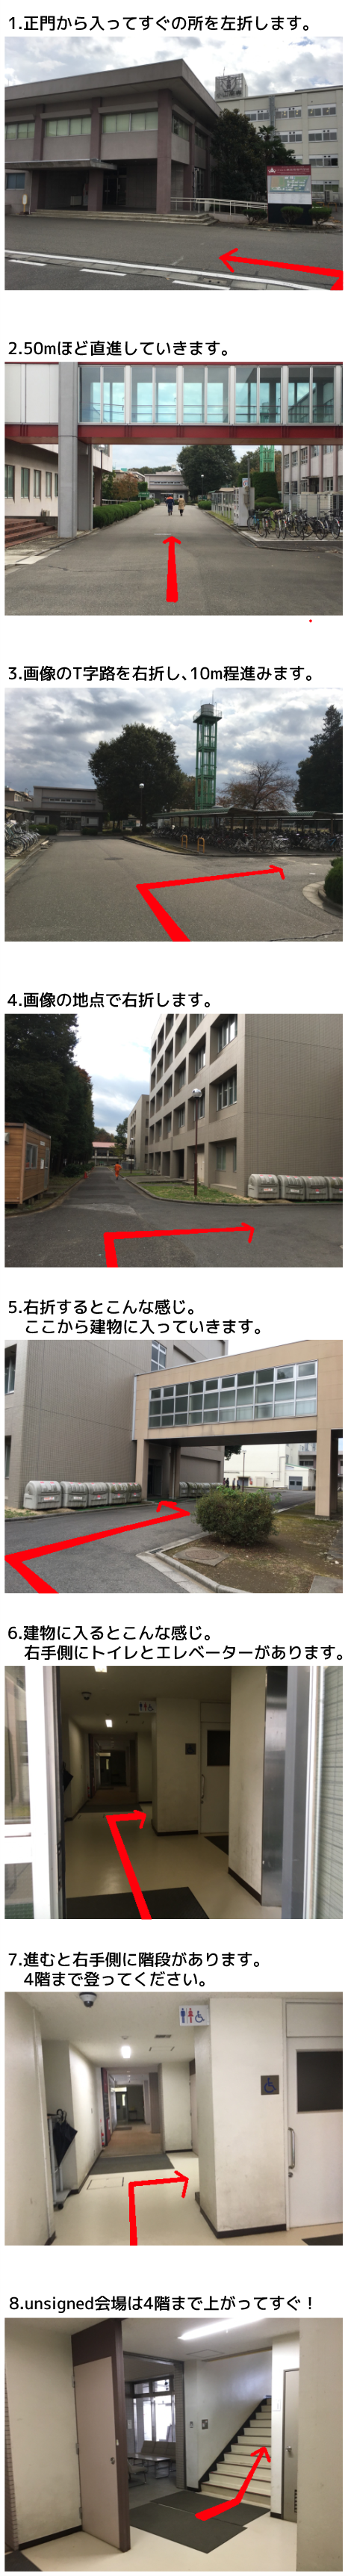 1.正門から入ってすぐの所を左折します。
2.50mほど直進していきます。
3.画像のT字路を右折し、10m程進みます。
4.画像の地点で右折します。
5.右折するとこんな感じ。
ここから建物に入っていきます。
6.建物に入るとこんな感じ。
右手側にトイレとエレベーターがあります。
7.進むと右手側に階段があります。
4階まで登ってください。
8.unsigned会場は4階まで上がってすぐ！